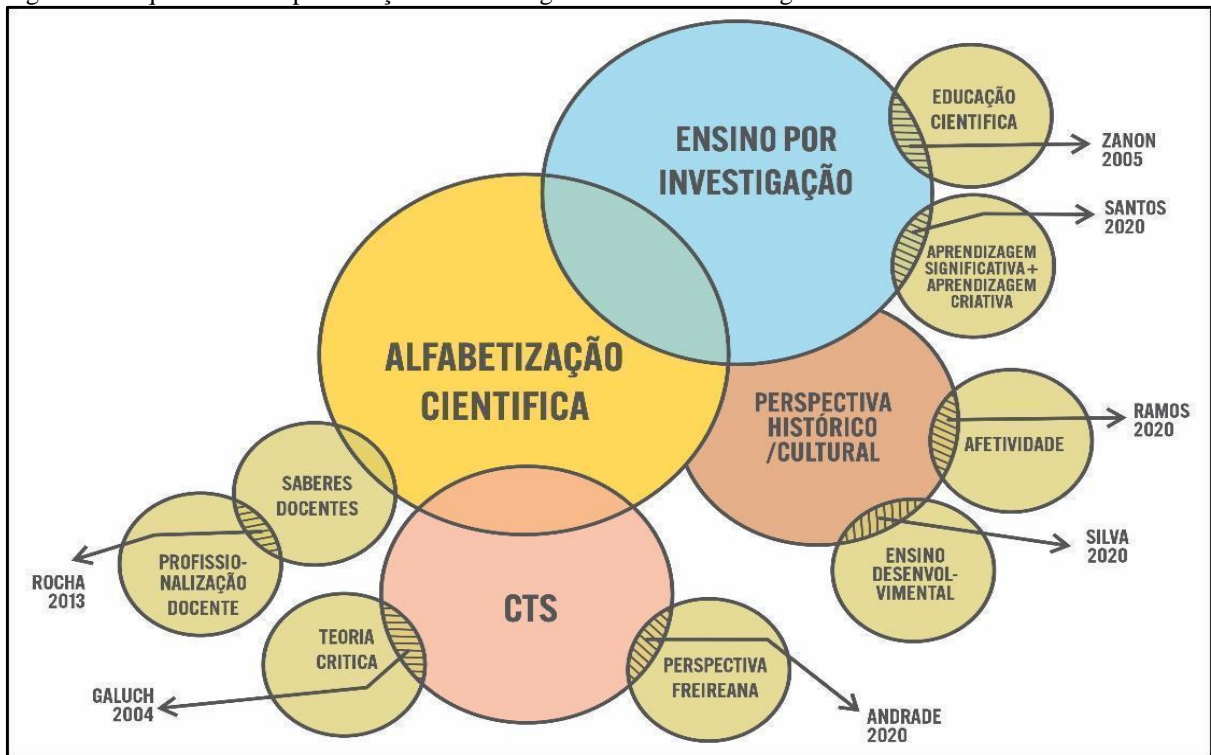 ENSINO POR
INVESTIGAÇÃO
EDUCAÇÃO
CIENTIFICA
ZANON
2005
SANTOS
2020
APRENDIZAGEM
SIGNIFICATIVA +
APRENDIZAGEM
CRIATIVA
ALFABETIZAÇÃO
CIENTIFICA
PERSPECTIVA
HISTÓRICO
/CULTURAL
RAMOS
2020
AFETIVIDADE
SABERES
DOCENTES
SILVA
2020
ENSINO
DESENVOL-
VIMENTAL
PROFISSIO-
NALIZAÇÃO
DOCENTE
ROCHA
2013
CTS
TEORIA
CRITICA
PERSPECTIVA
FREIREANA
GALUCH
2004
ANDRADE
2020